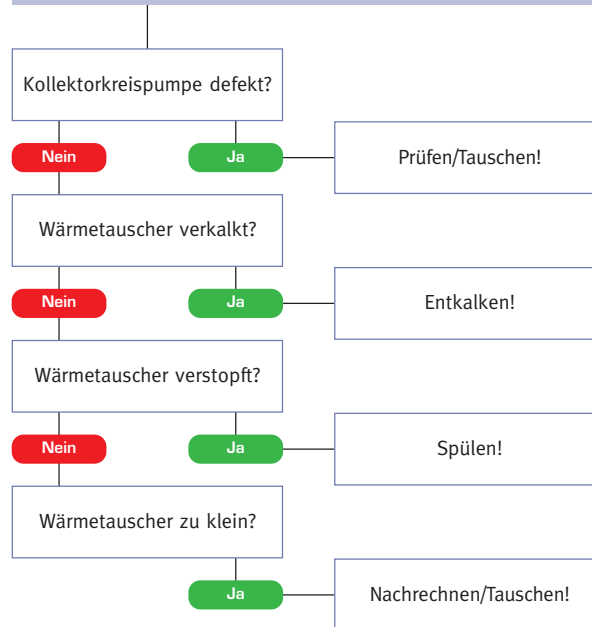 Kollektorkreispumpe defekt?
Nein
Ja
Prüfen/Tauschen!
Wärmetauscher verkalkt?
Nein
Ja
Entkalken!
Wärmetauscher verstopft?
Nein
Ja
Spülen!
Wärmetauscher zu klein?
Ja
Nachrechnen/Tauschen!